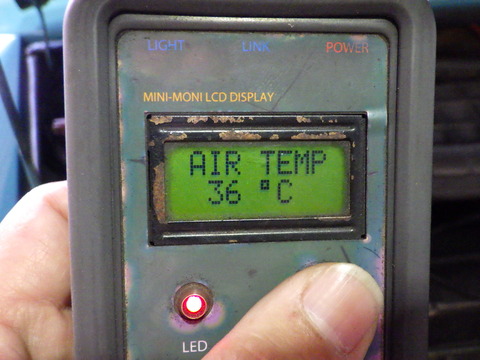 LIGHT LINK POWER
MINI-MONI LCD DISPLAY
AIR TEMP
36 °C
LED